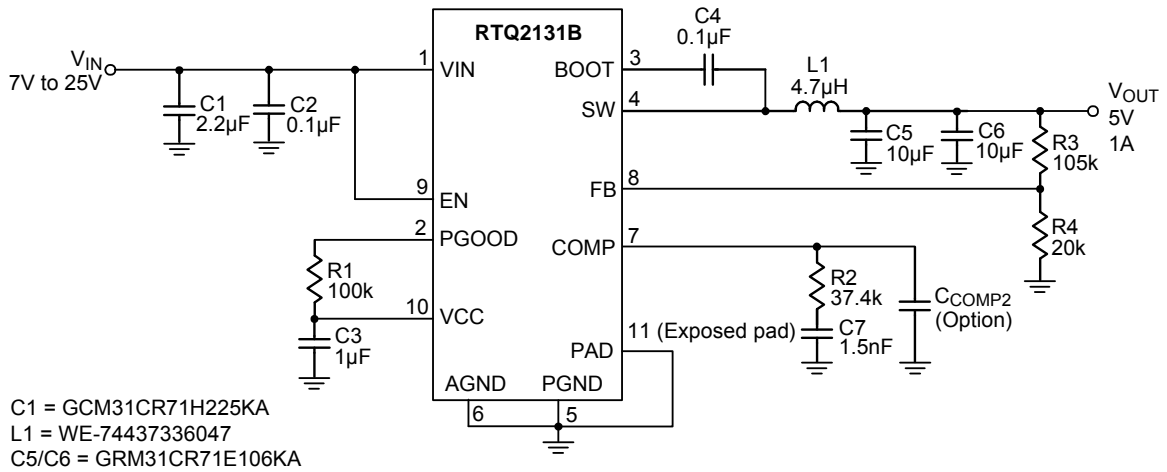 RTQ2131B
V_IN
7V to 25V
C1
2.2µF
C2
0.1µF
1
VIN
9
EN
2
PGOOD
R1
100k
10
VCC
C3
1µF
AGND
6
PGND
5
BOOT
3
C4
0.1µF
SW
4
L1
4.7µH
C5
10µF
C6
10µF
V_OUT
5V
1A
R3
105k
FB
8
R4
20k
COMP
7
R2
37.4k
C7
1.5nF
C_COMP2
(Option)
11 (Exposed pad)
PAD
C1 = GCM31CR71H225KA
L1 = WE-74437336047
C5/C6 = GRM31CR71E106KA